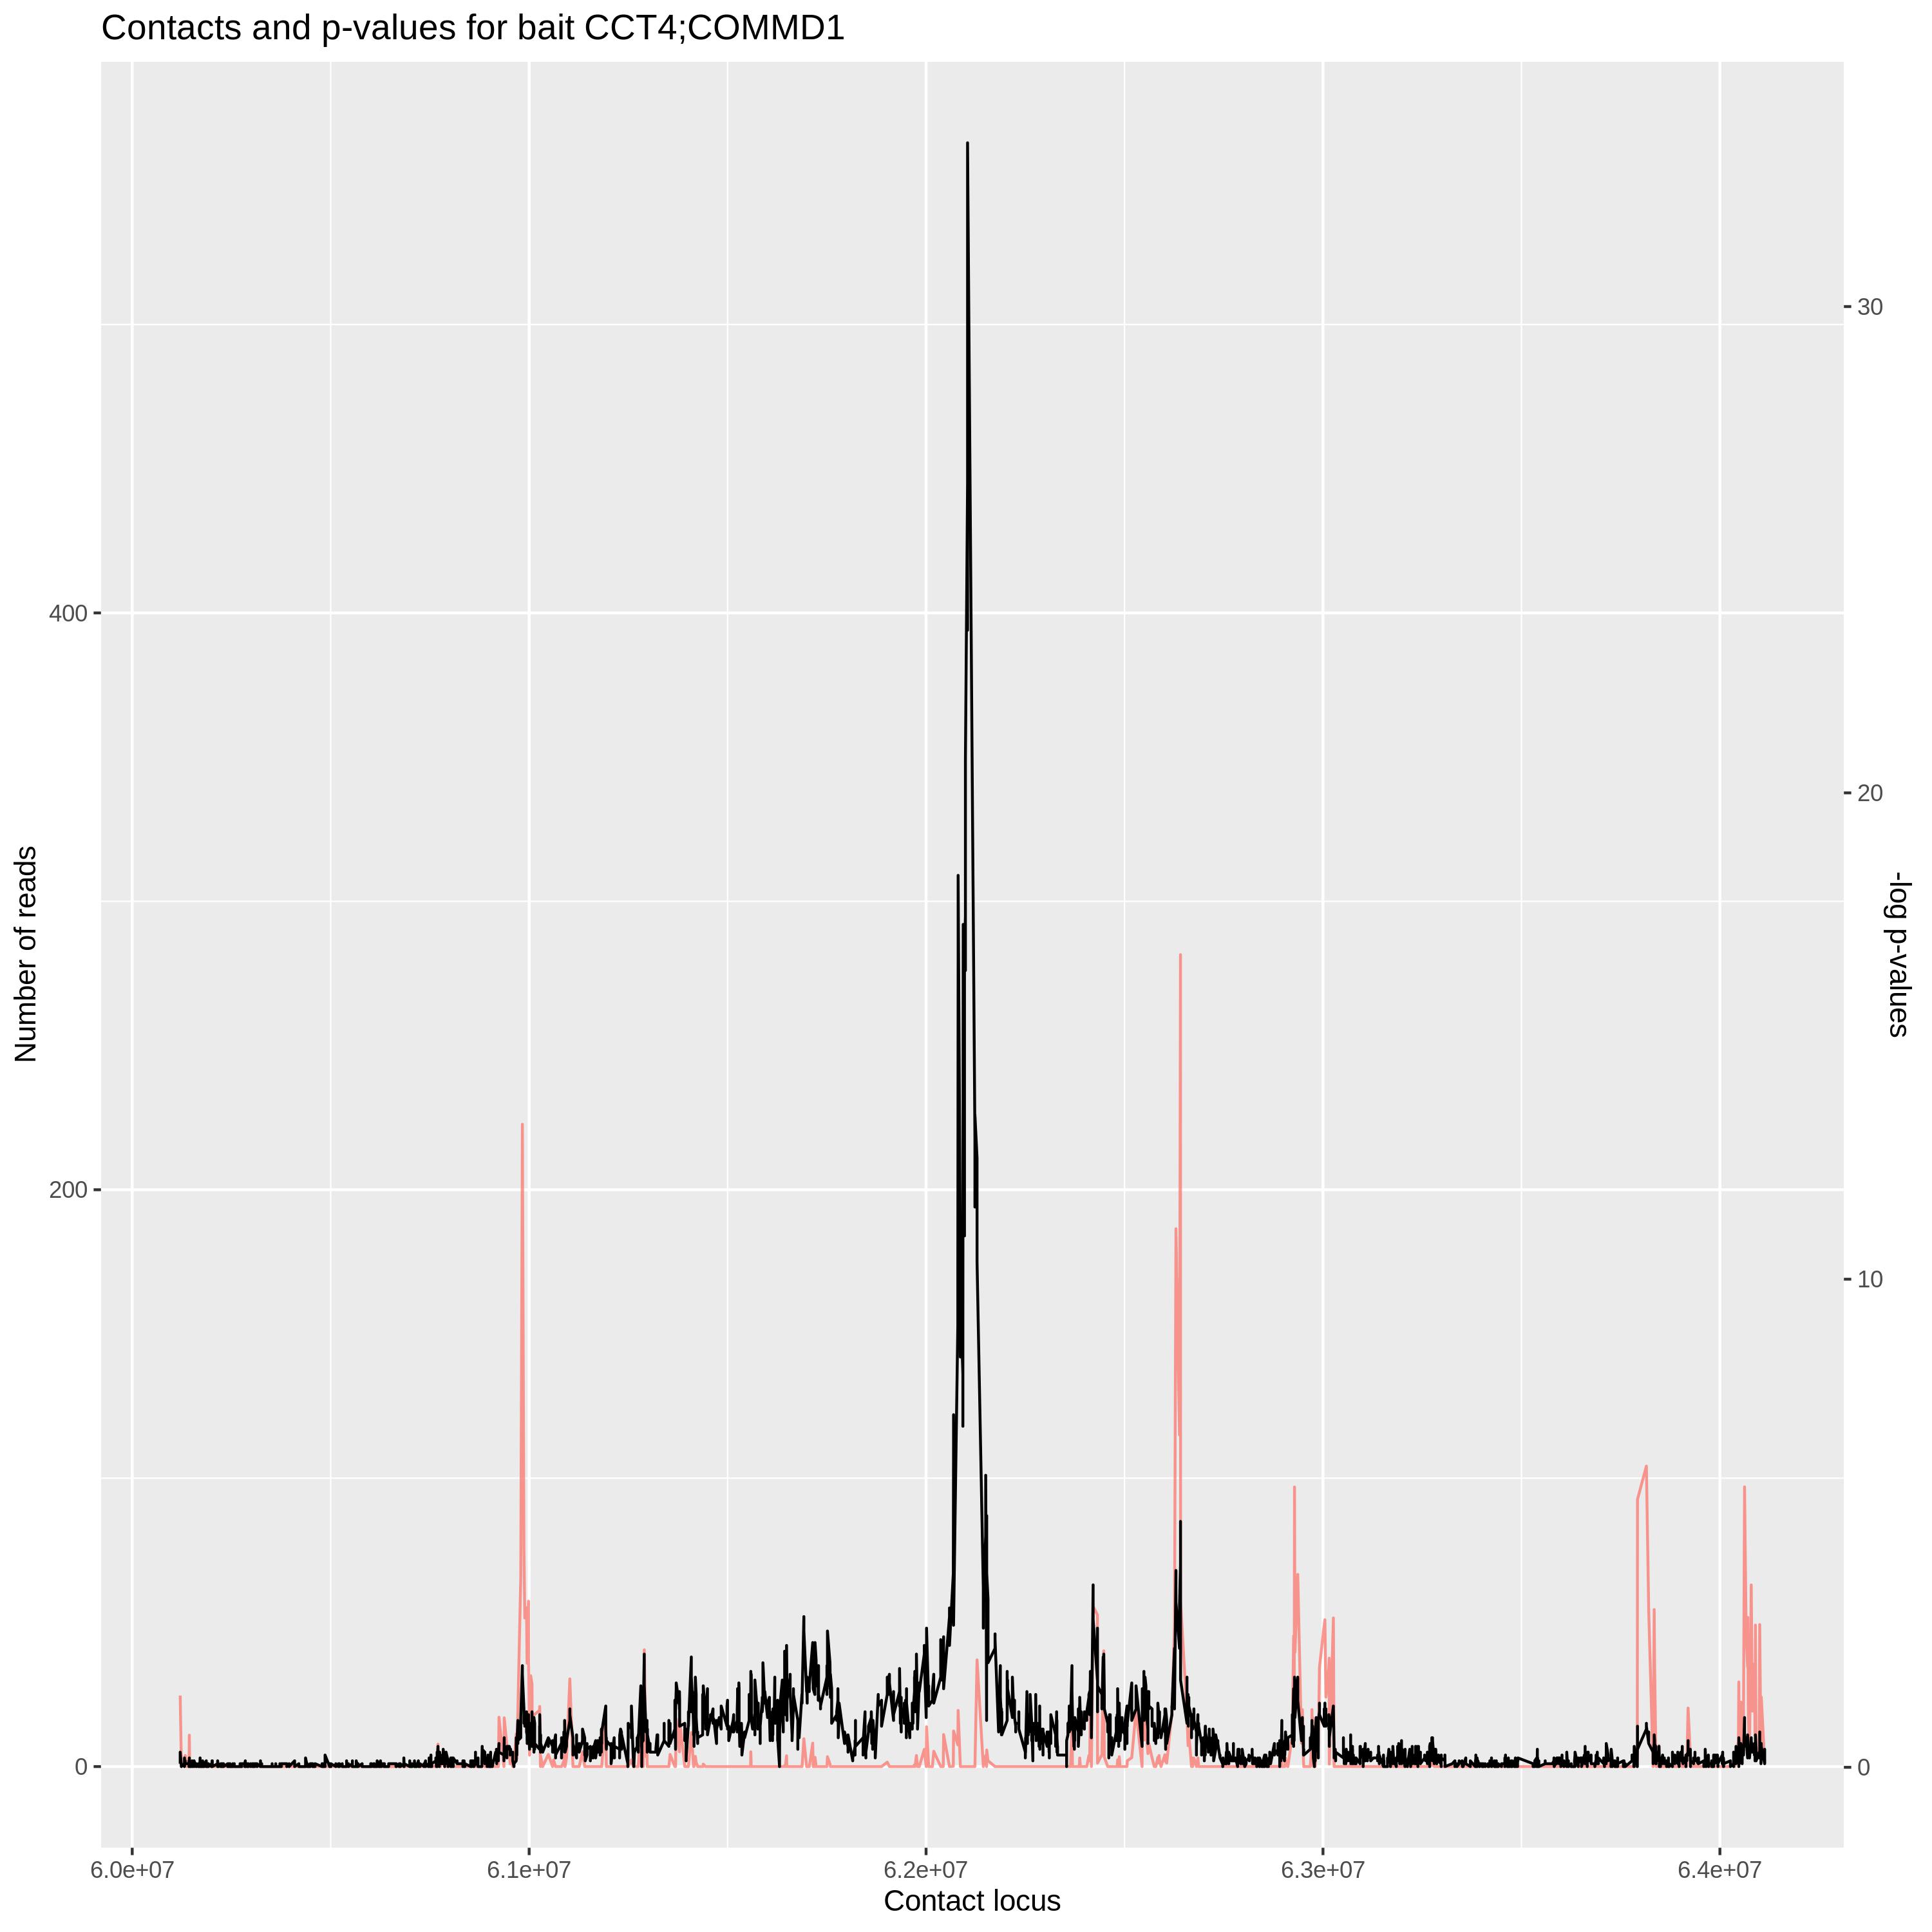 Contacts and p-values for bait CCT4;COMMD1
Number of reads
400
200
0
30
20
10
0
-log p-values
6.0e+07
6.1e+07
6.2e+07
6.3e+07
6.4e+07
Contact locus